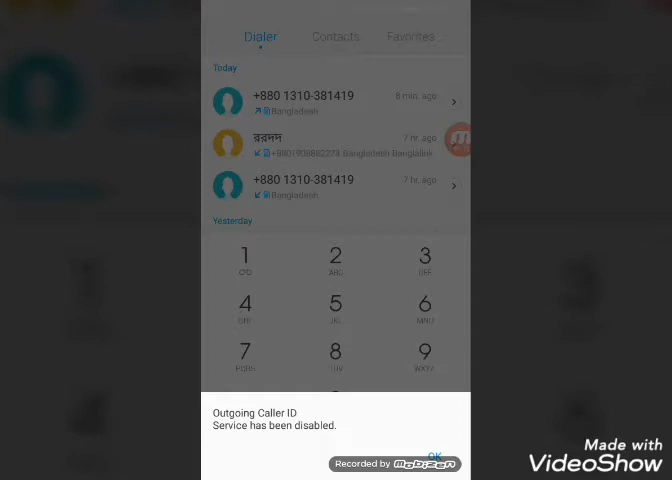 Dialer Contacts Favorites ...
Today
+880 1310-381419 8 min. ago
Bangladesh
ররদদ 7 hr. ago
Bangladesh Banglalink
+880 1310-381419 7 hr. ago
Bangladesh
Yesterday
1 2 3
ABC DEF
4 5 6
GHI JKL MNO
7 8 9
PQRS TUV WXYZ
Outgoing Caller ID
Service has been disabled.
OK
Recorded by mobizen
Made with
VideoShow